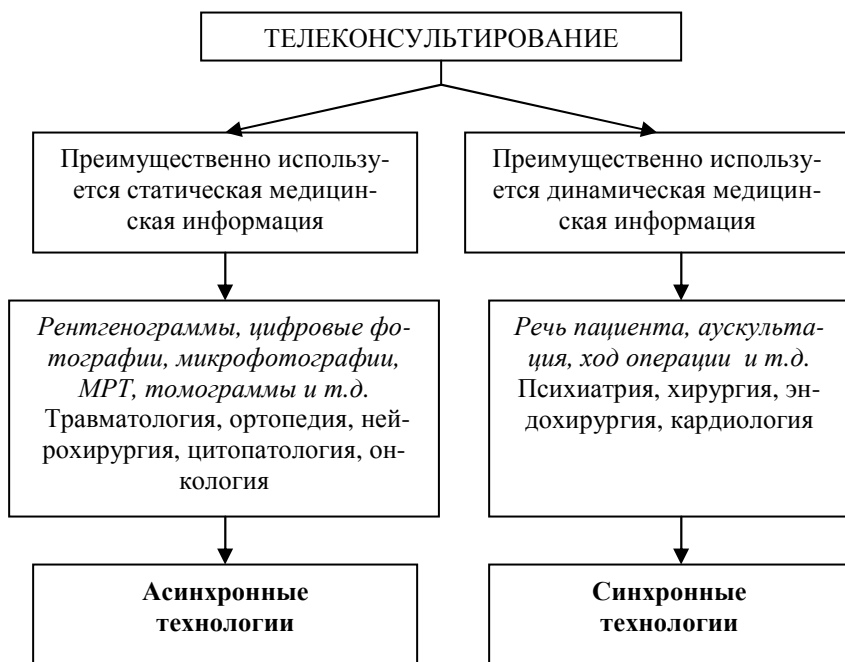 ТЕЛЕКОНСУЛЬТИРОВАНИЕ
Преимущественно использу-
ется статическая медицин-
ская информация
Преимущественно использу-
ется динамическая медицин-
ская информация
Рентгенограммы, цифровые фо-
тографии, микрофотографии,
МРТ, томограммы и т.д.
Травматология, ортопедия, ней-
рохирургия, цитопатология, он-
кология
Речь пациента, аускульта-
ция, ход операции и т.д.
Психиатрия, хирургия, эн-
дохирургия, кардиология
Асинхронные
технологии
Синхронные
технологии